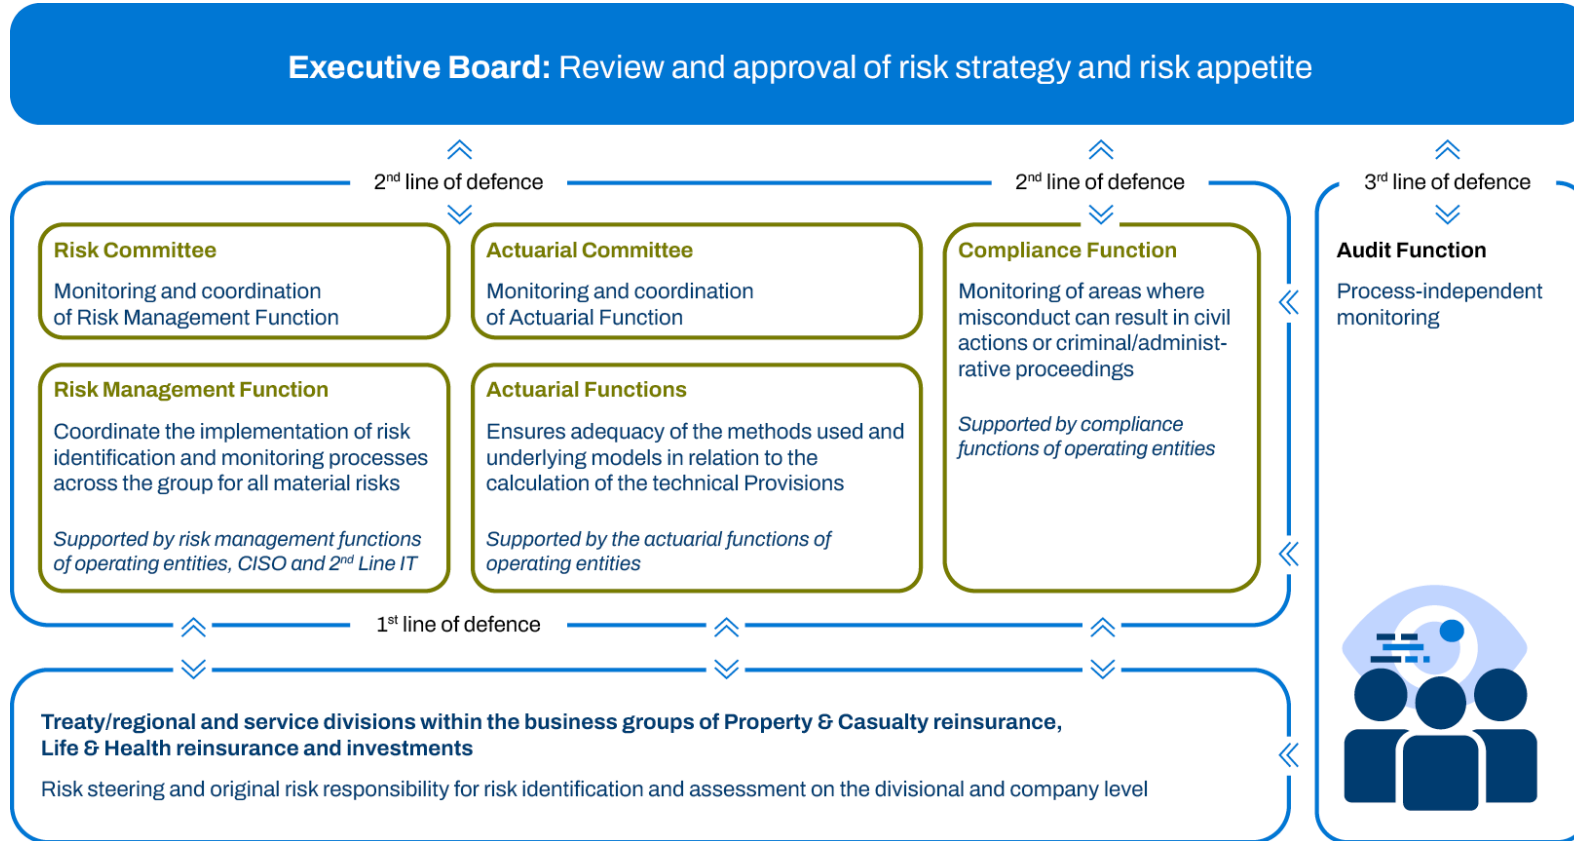 Executive Board: Review and approval of risk strategy and risk appetite
2nd line of defence
2nd line of defence
3rd line of defence
Risk Committee
Monitoring and coordination
of Risk Management Function
Actuarial Committee
Monitoring and coordination
of Actuarial Function
Compliance Function
Monitoring of areas where
misconduct can result in civil
actions or criminal/administ-
rative proceedings
Supported by compliance
functions of operating entities
Audit Function
Process-independent
monitoring
Risk Management Function
Coordinate the implementation of risk
identification and monitoring processes
across the group for all material risks
Supported by risk management functions
of operating entities, CISO and 2nd Line IT
Actuarial Functions
Ensures adequacy of the methods used and
underlying models in relation to the
calculation of the technical Provisions
Supported by the actuarial functions of
operating entities
1st line of defence
Treaty/regional and service divisions within the business groups of Property & Casualty reinsurance,
Life & Health reinsurance and investments
Risk steering and original risk responsibility for risk identification and assessment on the divisional and company level